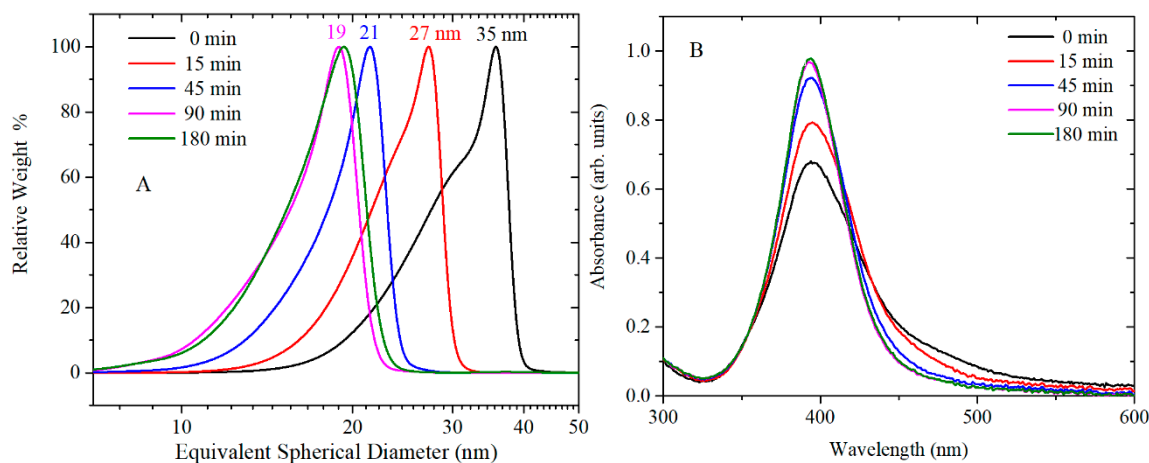 19 21 27 nm 35 nm
100
80
60
40
20
0
0 min
15 min
45 min
90 min
180 min
A
Relative Weight %
10 20 30 40 50
Equivalent Spherical Diameter (nm)
B
1.0
0.8
0.6
0.4
0.2
0.0
0 min
15 min
45 min
90 min
180 min
Absorbance (arb. units)
300 400 500 600
Wavelength (nm)